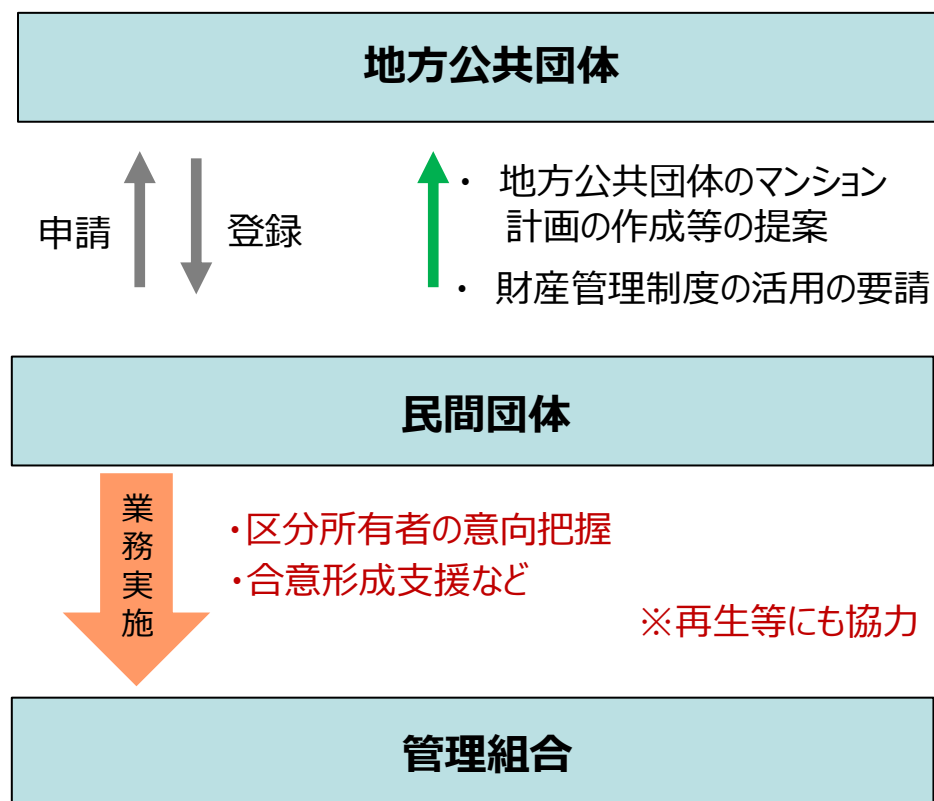 地方公共団体
申請
登録
・ 地方公共団体のマンション
計画の作成等の提案
・ 財産管理制度の活用の要請
民間団体
業務実施
・区分所有者の意向把握
・合意形成支援など
※再生等にも協力
管理組合